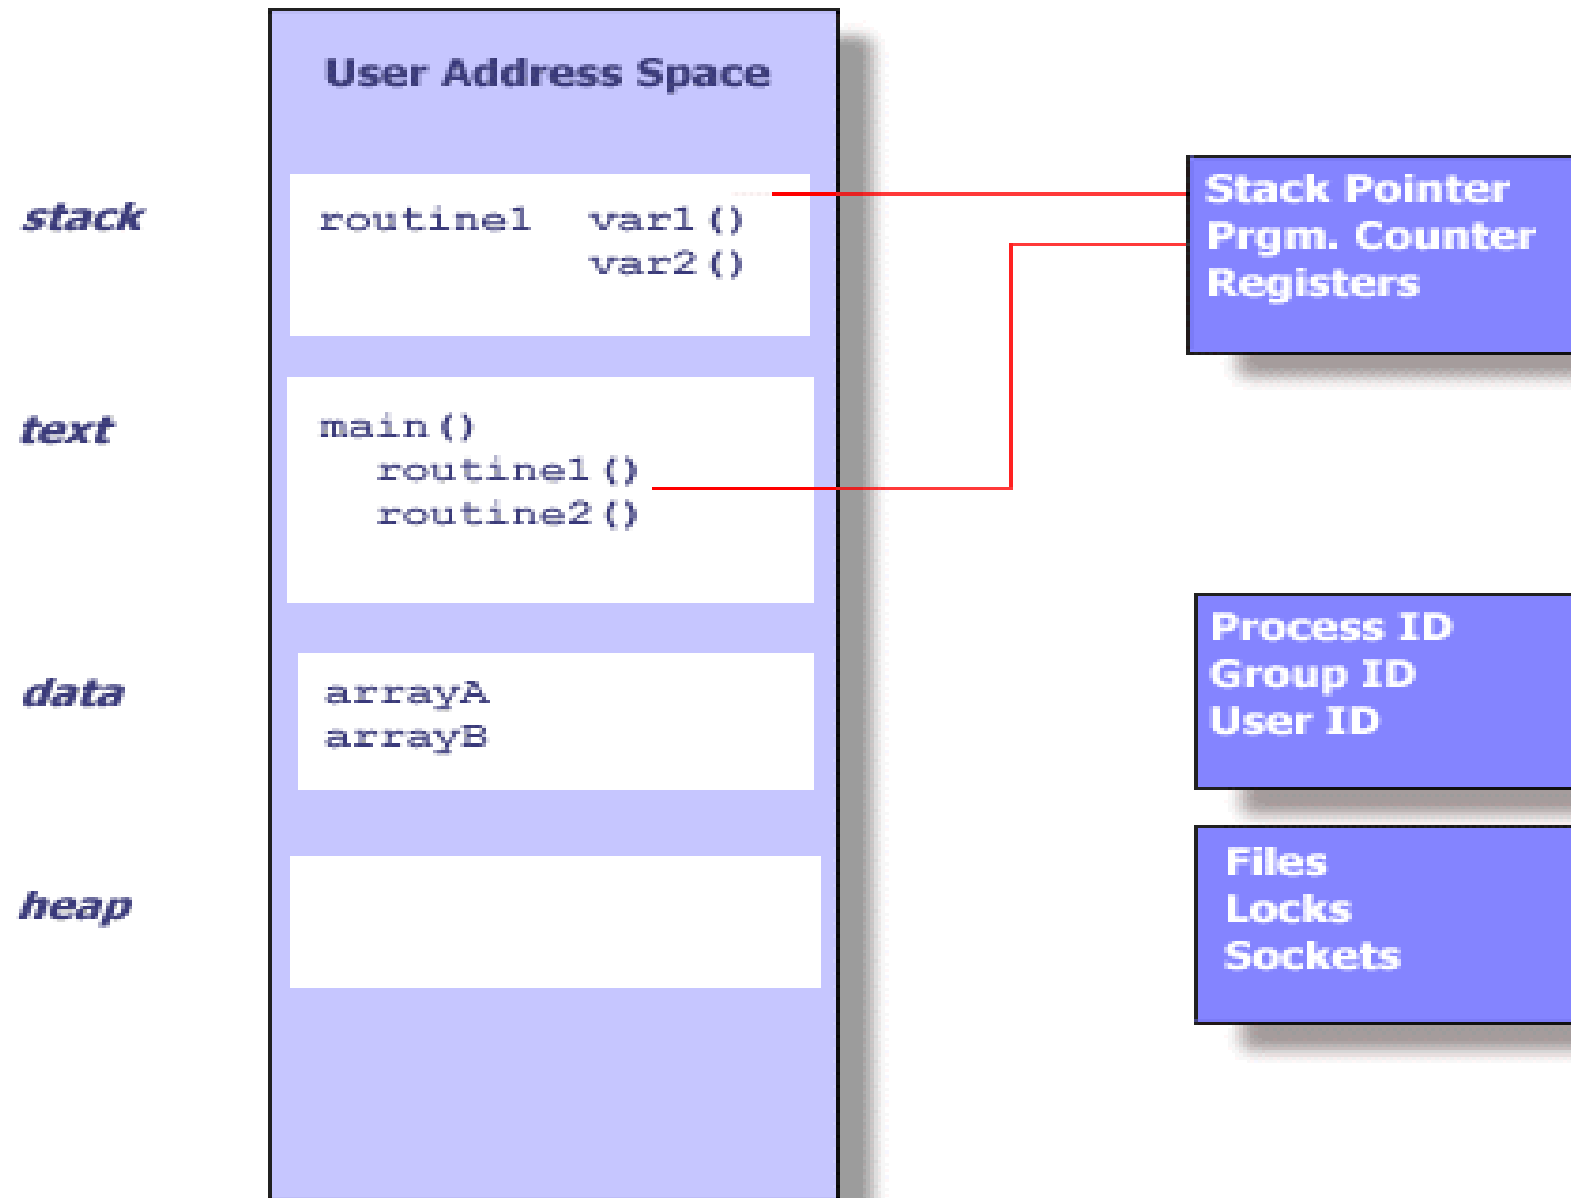 User Address Space
stack
routine1 var1()
var2()
text
main()
routine1()
routine2()
data
arrayA
arrayB
heap
Stack Pointer
Prgm. Counter
Registers
Process ID
Group ID
User ID
Files
Locks
Sockets